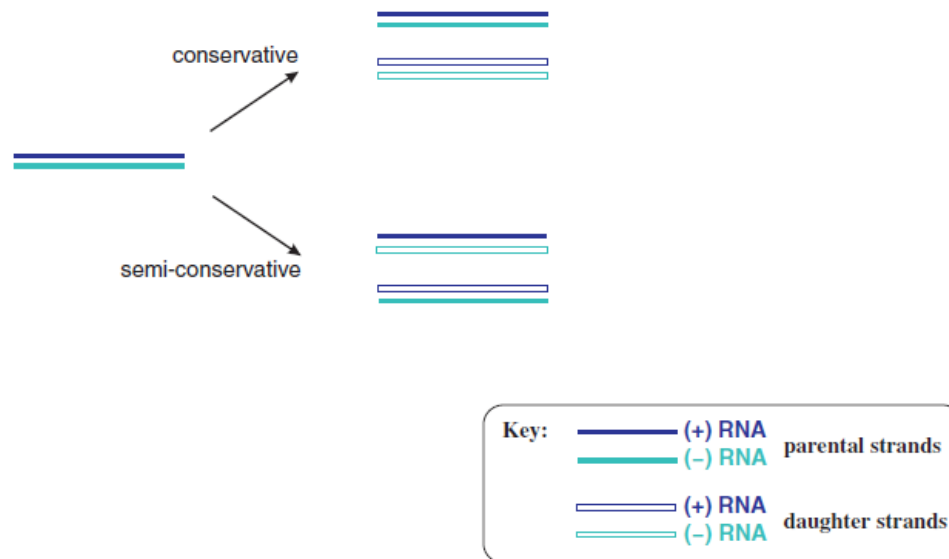 conservative
semi-conservative
Key:
(+) RNA
(−) RNA
parental strands
(+) RNA
(−) RNA
daughter strands